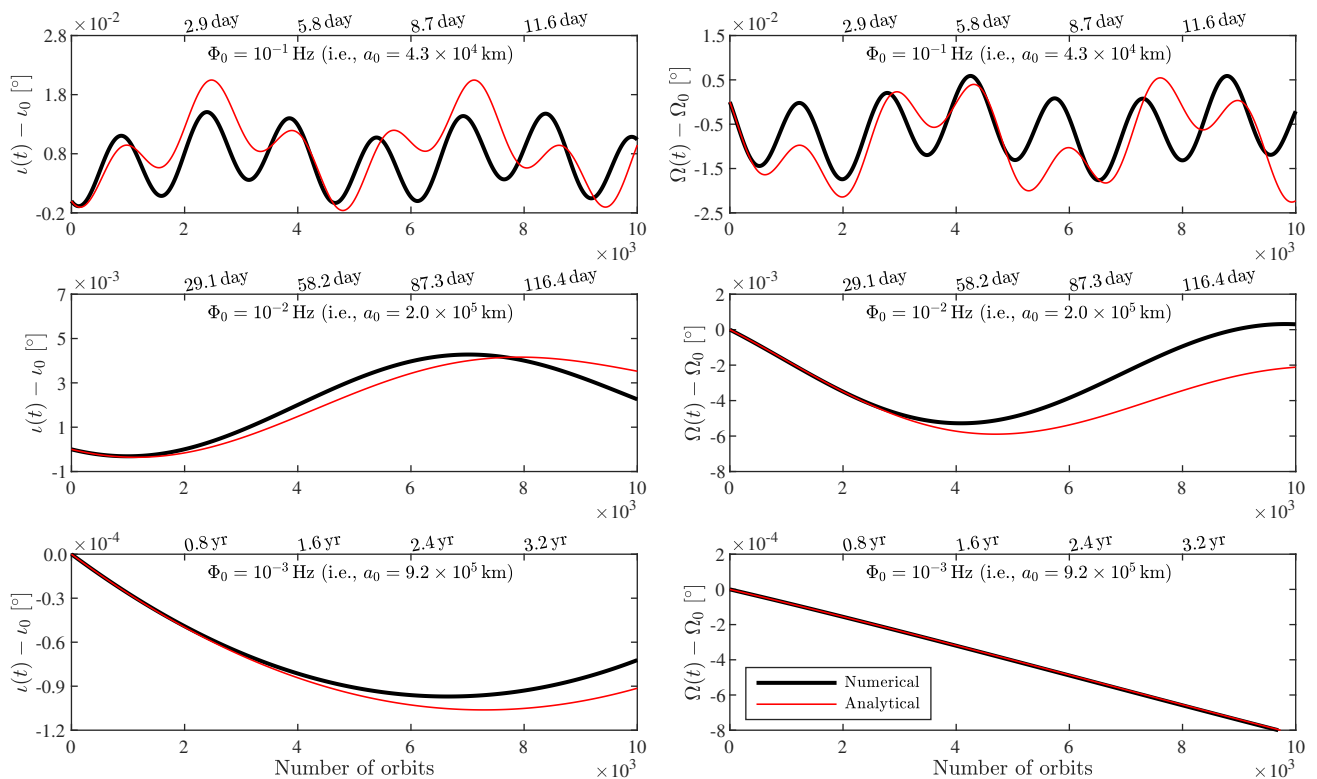 ×10⁻² 2.9 day 5.8 day 8.7 day 11.6 day
Φ₀ = 10⁻¹ Hz (i.e., a₀ = 4.3 × 10⁴ km)
ι(t) − ι₀ [°]
2.8
1.8
0.8
-0.2
0 2 4 6 8 10
×10³
×10⁻² 2.9 day 5.8 day 8.7 day 11.6 day
Φ₀ = 10⁻¹ Hz (i.e., a₀ = 4.3 × 10⁴ km)
Ω(t) − Ω₀ [°]
1.5
0.5
-0.5
-1.5
-2.5
0 2 4 6 8 10
×10³
×10⁻³ 29.1 day 58.2 day 87.3 day 116.4 day
Φ₀ = 10⁻² Hz (i.e., a₀ = 2.0 × 10⁵ km)
ι(t) − ι₀ [°]
7
5
3
1
-1
0 2 4 6 8 10
×10³
×10⁻³ 29.1 day 58.2 day 87.3 day 116.4 day
Φ₀ = 10⁻² Hz (i.e., a₀ = 2.0 × 10⁵ km)
Ω(t) − Ω₀ [°]
2
0
-2
-4
-6
-8
0 2 4 6 8 10
×10³
×10⁻⁴ 0.8 yr 1.6 yr 2.4 yr 3.2 yr
Φ₀ = 10⁻³ Hz (i.e., a₀ = 9.2 × 10⁵ km)
ι(t) − ι₀ [°]
0.0
-0.3
-0.6
-0.9
-1.2
0 2 4 6 8 10
Number of orbits
×10³
×10⁻⁴ 0.8 yr 1.6 yr 2.4 yr 3.2 yr
Φ₀ = 10⁻³ Hz (i.e., a₀ = 9.2 × 10⁵ km)
Ω(t) − Ω₀ [°]
2
0
-2
-4
-6
-8
Numerical
Analytical
0 2 4 6 8 10
Number of orbits
×10³